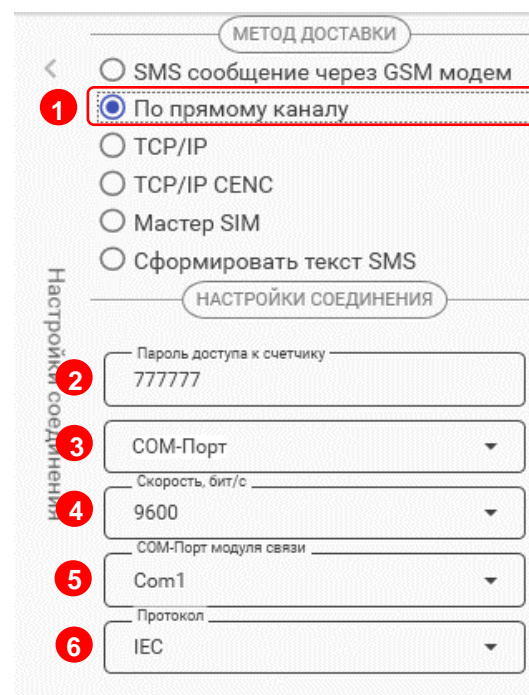 МЕТОД ДОСТАВКИ
SMS сообщение через GSM модем
1 По прямому каналу
TCP/IP
TCP/IP CENC
Мастер SIM
Сформировать текст SMS
Настройки соединения
НАСТРОЙКИ СОЕДИНЕНИЯ
Пароль доступа к счетчику
2 777777
3 COM-Порт
Скорость, бит/с
4 9600
COM-Порт модуля связи
5 Com1
Протокол
6 IEC